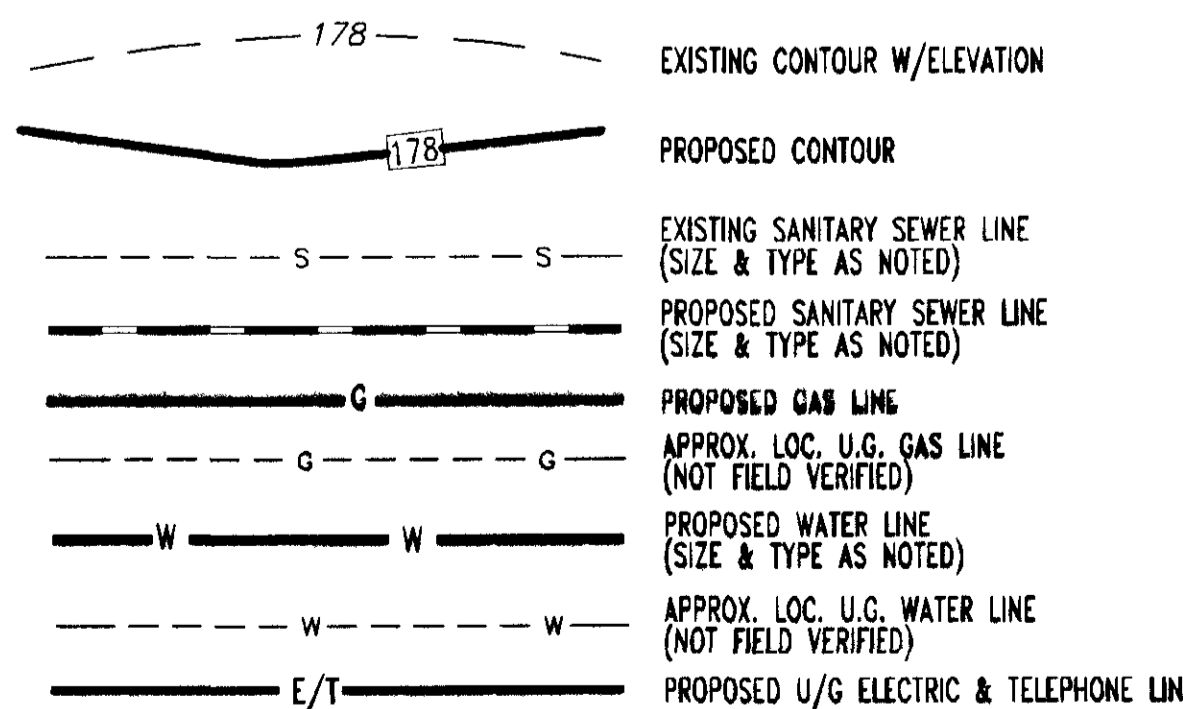 178
EXISTING CONTOUR W/ELEVATION
178
PROPOSED CONTOUR
S S
EXISTING SANITARY SEWER LINE
(SIZE & TYPE AS NOTED)
PROPOSED SANITARY SEWER LINE
(SIZE & TYPE AS NOTED)
G
PROPOSED GAS LINE
G G
APPROX. LOC. U.G. GAS LINE
(NOT FIELD VERIFIED)
W W
PROPOSED WATER LINE
(SIZE & TYPE AS NOTED)
W W
APPROX. LOC. U.G. WATER LINE
(NOT FIELD VERIFIED)
E/T
PROPOSED U/G ELECTRIC & TELEPHONE LIN